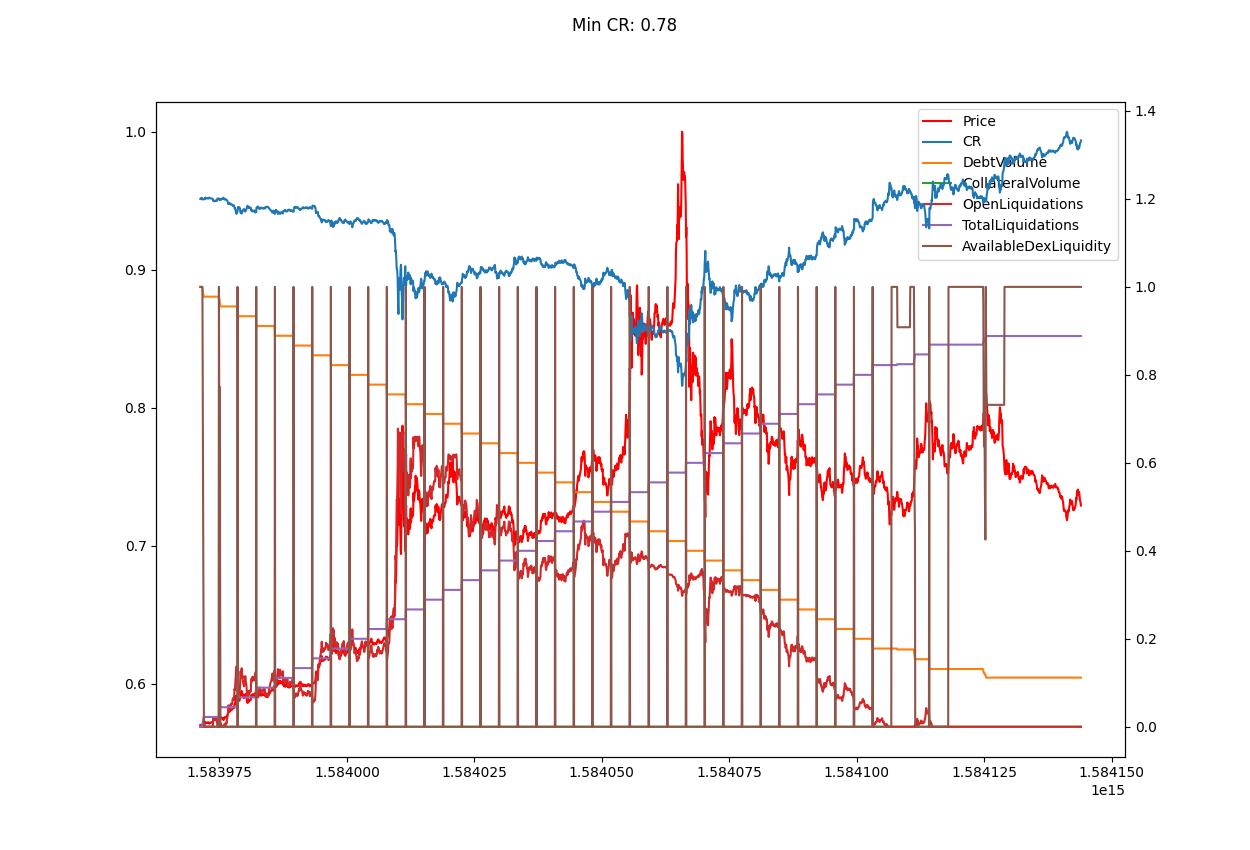 Min CR: 0.78
1.0
0.9
0.8
0.7
0.6
1.4
1.2
1.0
0.8
0.6
0.4
0.2
0.0
Price
CR
DebtVolume
CollateralVolume
OpenLiquidations
TotalLiquidations
AvailableDexLiquidity
1.583975 1.584000 1.584025 1.584050 1.584075 1.584100 1.584125 1.584150
1e15